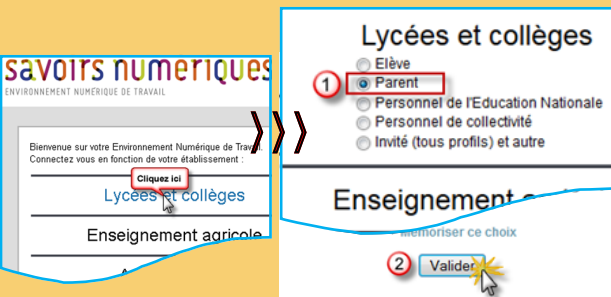 savoirs numériques
ENVIRONNEMENT NUMÉRIQUE DE TRAVAIL
Bienvenue sur votre Environnement Numérique de Travail.
Connectez vous en fonction de votre établissement :
Cliquez ici
Lycées et collèges
Enseignement agricole
Lycées et collèges
Elève
1
Parent
Personnel de l'Education Nationale
Personnel de collectivité
Invité (tous profils) et autre
Enseignement
Mémoriser ce choix
2
Valider